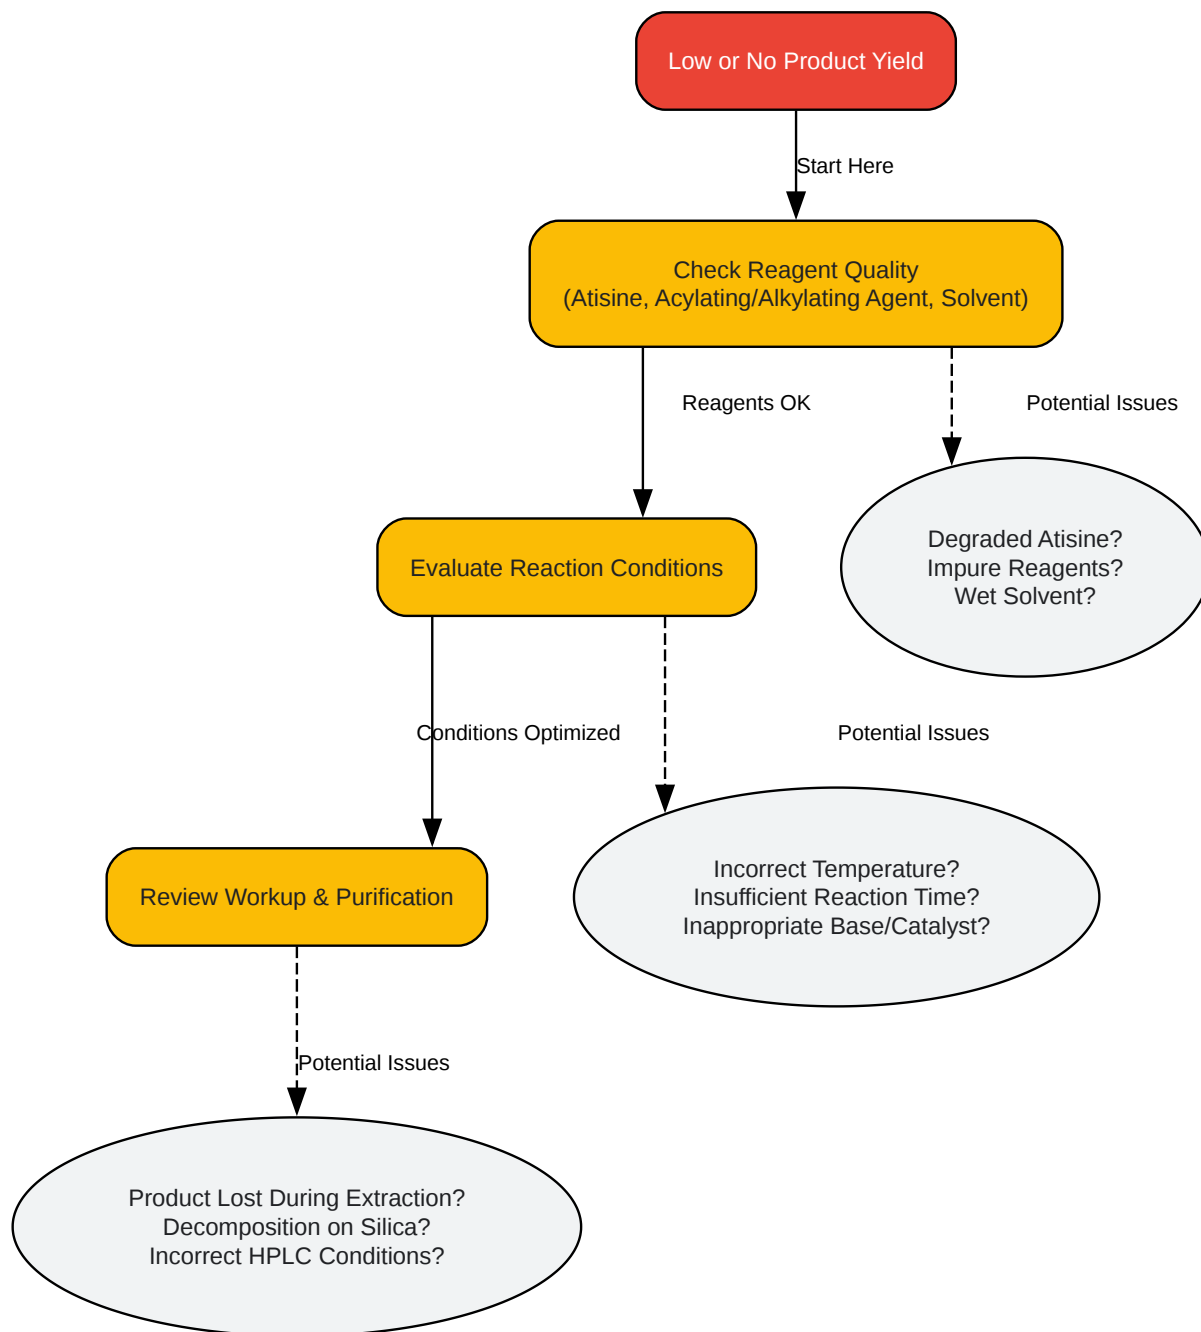 Low or No Product Yield
Start Here
Check Reagent Quality
(Atisine, Acylating/Alkylating Agent, Solvent)
Reagents OK
Potential Issues
Degraded Atisine?
Impure Reagents?
Wet Solvent?
Evaluate Reaction Conditions
Conditions Optimized
Potential Issues
Incorrect Temperature?
Insufficient Reaction Time?
Inappropriate Base/Catalyst?
Review Workup & Purification
Potential Issues
Product Lost During Extraction?
Decomposition on Silica?
Incorrect HPLC Conditions?